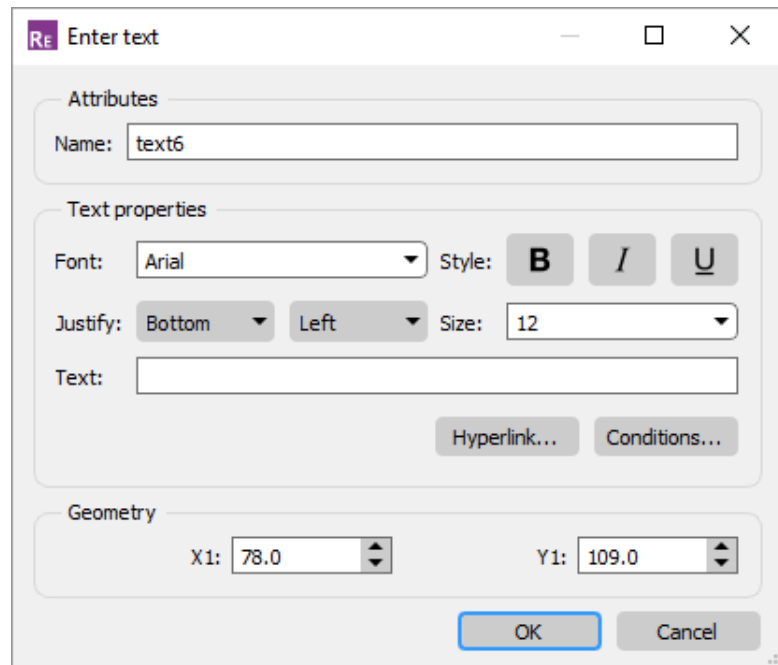 RE Enter text
Attributes
Name: text6
Text properties
Font: Arial Style: B I U
Justify: Bottom Left Size: 12
Text:
Hyperlink... Conditions...
Geometry
X1: 78.0 Y1: 109.0
OK Cancel